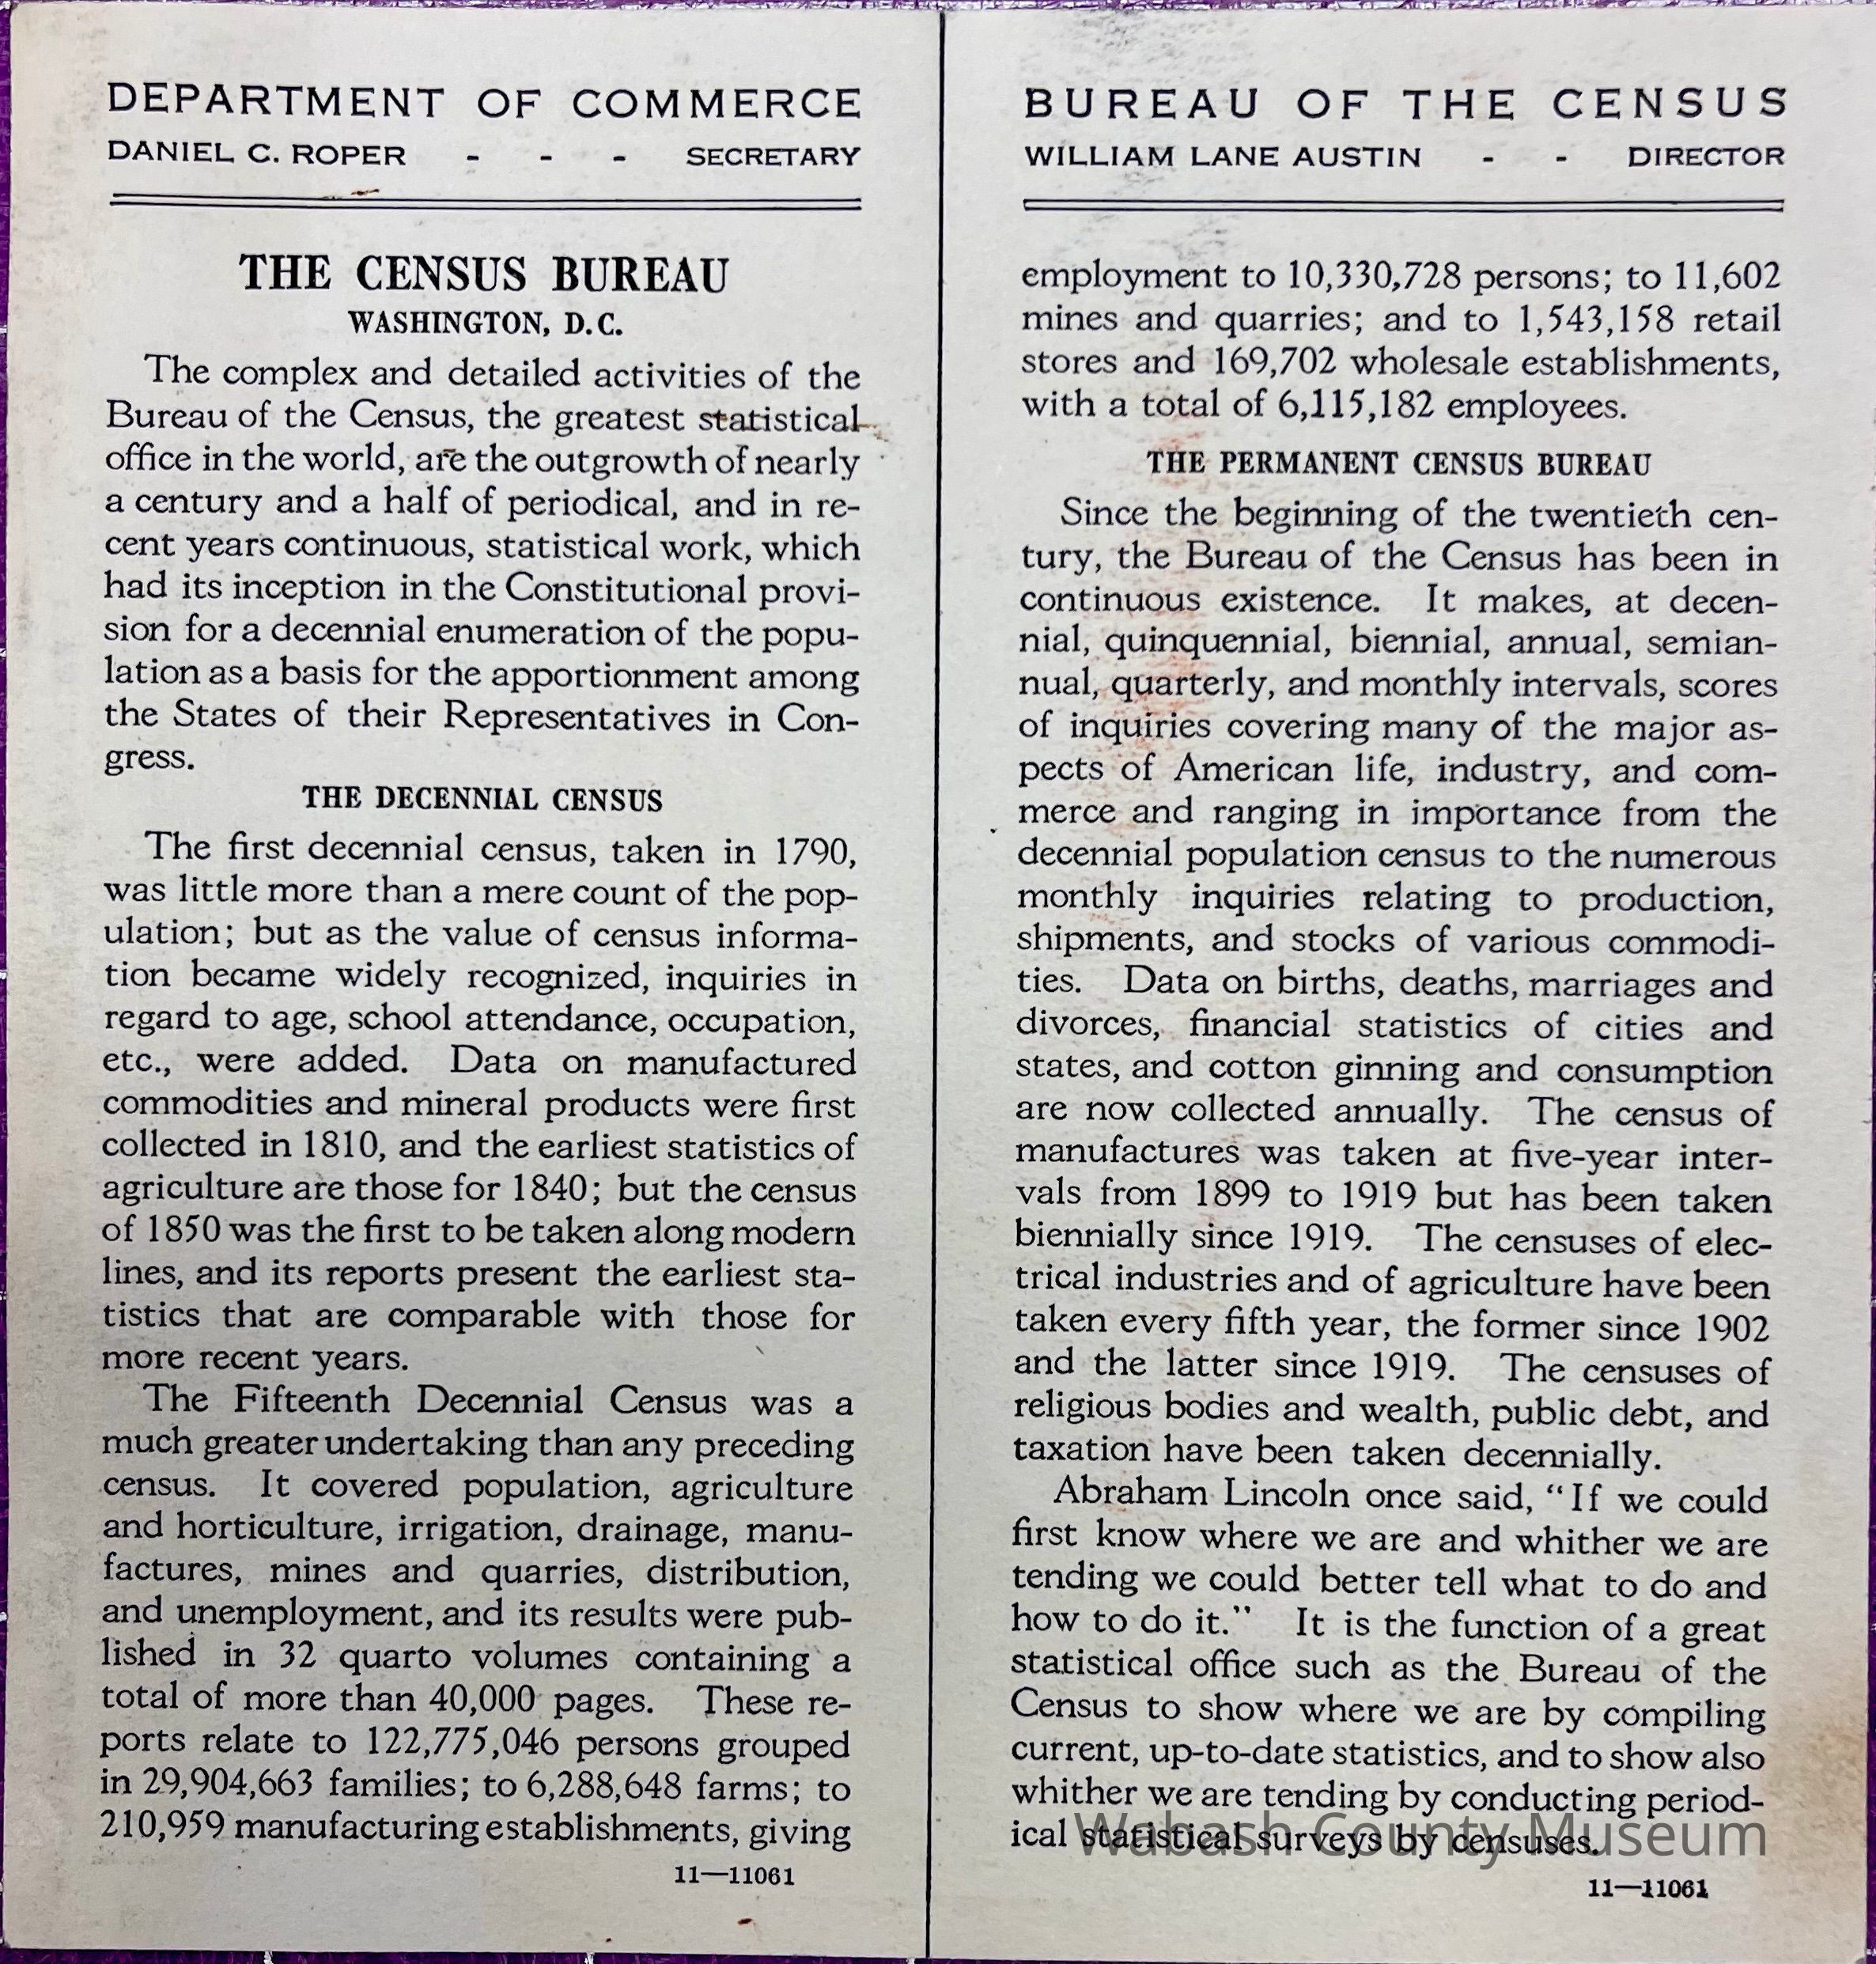 DEPARTMENT OF COMMERCE
DANIEL C. ROPER - - - SECRETARY
THE CENSUS BUREAU
WASHINGTON, D.C.
The complex and detailed activities of the
Bureau of the Census, the greatest statistical
office in the world, are the outgrowth of nearly
a century and a half of periodical, and in re-
cent years continuous, statistical work, which
had its inception in the Constitutional provi-
sion for a decennial enumeration of the popu-
lation as a basis for the apportionment among
the States of their Representatives in Con-
gress.
THE DECENNIAL CENSUS
The first decennial census, taken in 1790,
was little more than a mere count of the pop-
ulation; but as the value of census informa-
tion became widely recognized, inquiries in
regard to age, school attendance, occupation,
etc., were added. Data on manufactured
commodities and mineral products were first
collected in 1810, and the earliest statistics of
agriculture are those for 1840; but the census
of 1850 was the first to be taken along modern
lines, and its reports present the earliest sta-
tistics that are comparable with those for
more recent years.
The Fifteenth Decennial Census was a
much greater undertaking than any preceding
census. It covered population, agriculture
and horticulture, irrigation, drainage, manu-
factures, mines and quarries, distribution,
and unemployment, and its results were pub-
lished in 32 quarto volumes containing a
total of more than 40,000 pages. These re-
ports relate to 122,775,046 persons grouped
in 29,904,663 families; to 6,288,648 farms; to
210,959 manufacturing establishments, giving
11—11061
BUREAU OF THE CENSUS
WILLIAM LANE AUSTIN - - DIRECTOR
employment to 10,330,728 persons; to 11,602
mines and quarries; and to 1,543,158 retail
stores and 169,702 wholesale establishments,
with a total of 6,115,182 employees.
THE PERMANENT CENSUS BUREAU
Since the beginning of the twentieth cen-
tury, the Bureau of the Census has been in
continuous existence. It makes, at decen-
nial, quinquennial, biennial, annual, semian-
nual, quarterly, and monthly intervals, scores
of inquiries covering many of the major as-
pects of American life, industry, and com-
merce and ranging in importance from the
decennial population census to the numerous
monthly inquiries relating to production,
shipments, and stocks of various commodi-
ties. Data on births, deaths, marriages and
divorces, financial statistics of cities and
states, and cotton ginning and consumption
are now collected annually. The census of
manufactures was taken at five-year inter-
vals from 1899 to 1919 but has been taken
biennially since 1919. The censuses of elec-
trical industries and of agriculture have been
taken every fifth year, the former since 1902
and the latter since 1919. The censuses of
religious bodies and wealth, public debt, and
taxation have been taken decennially.
Abraham Lincoln once said, "If we could
first know where we are and whither we are
tending we could better tell what to do and
how to do it." It is the function of a great
statistical office such as the Bureau of the
Census to show where we are by compiling
current, up-to-date statistics, and to show also
whither we are tending by conducting period-
ical statistical surveys by censuses.
Wabash County Museum
11—11061